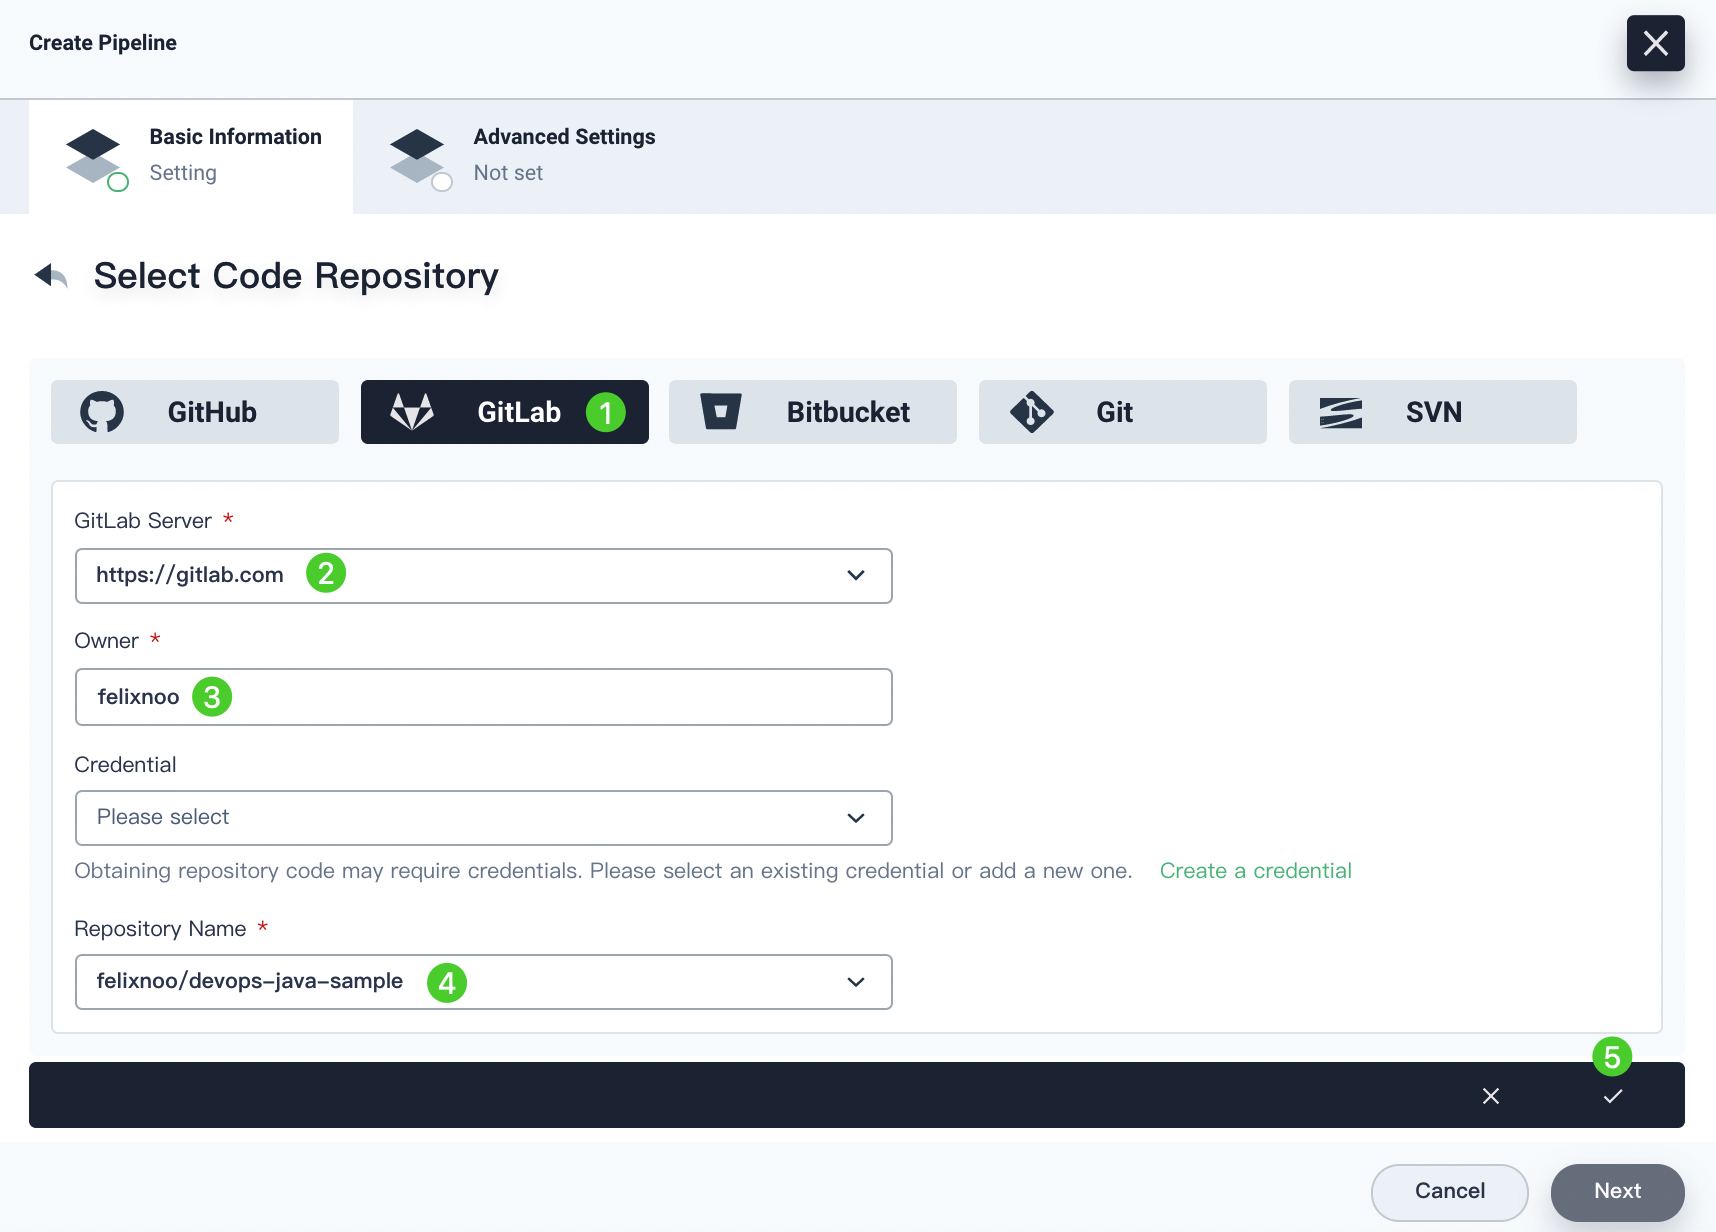 Create Pipeline
Basic Information
Setting
Advanced Settings
Not set
Select Code Repository
GitHub
GitLab 1
Bitbucket
Git
SVN
GitLab Server *
https://gitlab.com 2
Owner *
felixnoo 3
Credential
Please select
Obtaining repository code may require credentials. Please select an existing credential or add a new one. Create a credential
Repository Name *
felixnoo/devops-java-sample 4
5
Cancel
Next